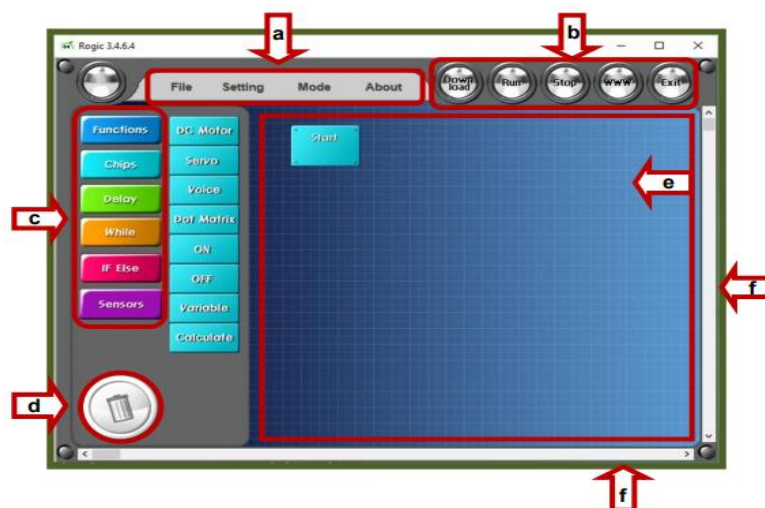 a
b
Rogic 3.4.6.4
File Setting Mode About
Down load Run Stop WWW Exit
Functions DC Motor
Start
Chips Servo
Delay Voice
e
c
While Dot Matrix
ON
IF Else
OFF
f
Sensors Variable
Calculate
d
f